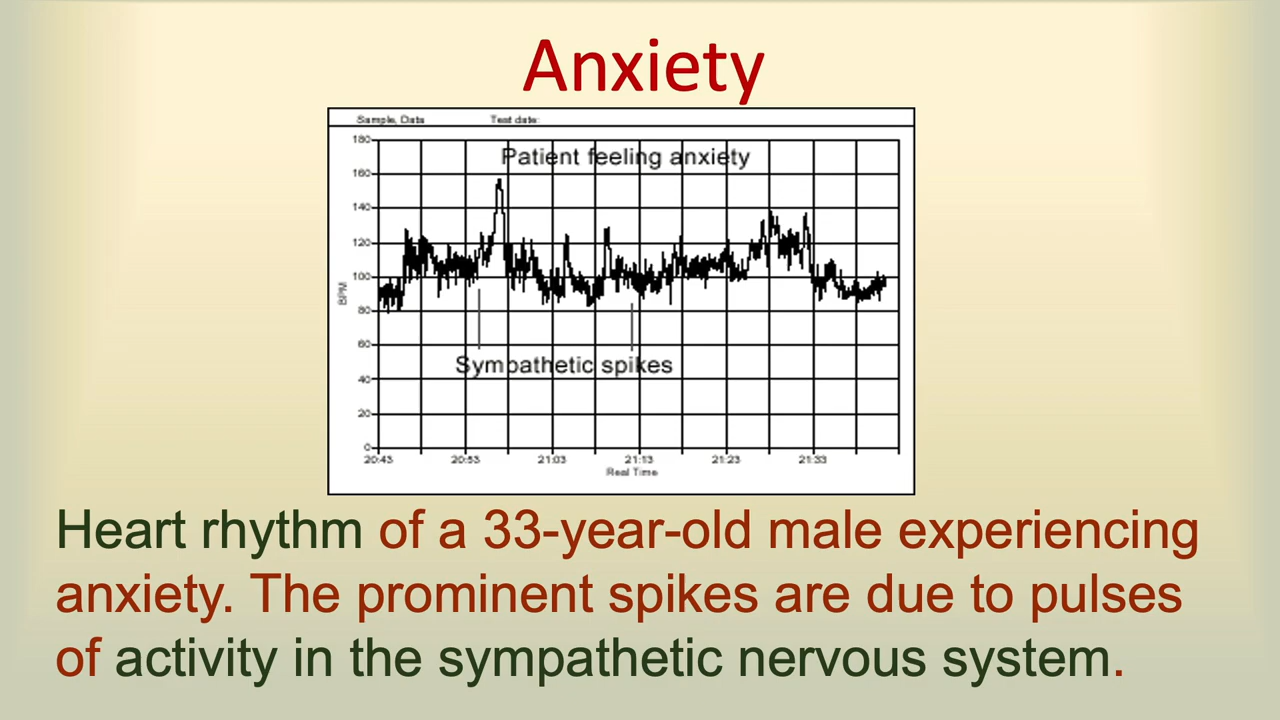 Anxiety
Sample, Data Test date:
180
Patient feeling anxiety
160
140
120
100
BPM
80
60
Sympathetic spikes
40
20
0
20:43 20:53 21:03 21:13 21:23 21:33
Real Time
Heart rhythm of a 33-year-old male experiencing
anxiety. The prominent spikes are due to pulses
of activity in the sympathetic nervous system.